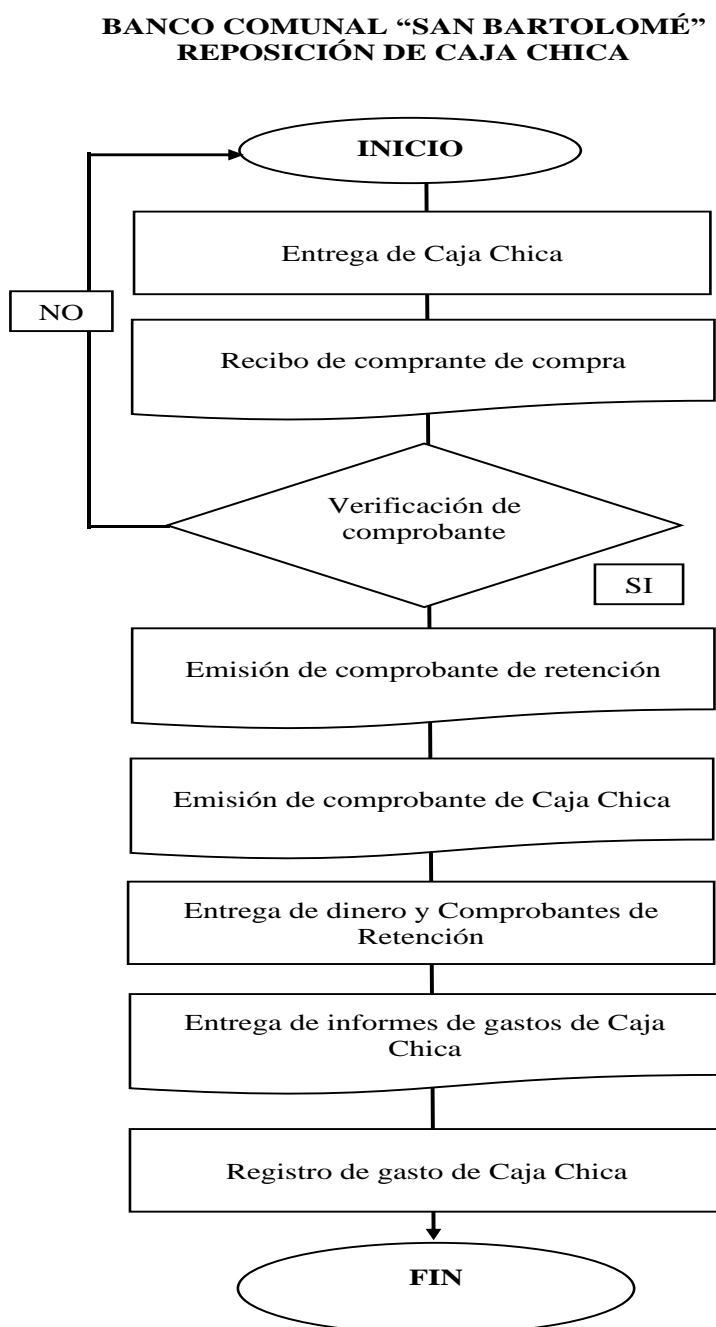 BANCO COMUNAL “SAN BARTOLOMÉ”
REPOSICIÓN DE CAJA CHICA
INICIO
Entrega de Caja Chica
NO
Recibo de comprante de compra
Verificación de
comprobante
SI
Emisión de comprobante de retención
Emisión de comprobante de Caja Chica
Entrega de dinero y Comprobantes de
Retención
Entrega de informes de gastos de Caja
Chica
Registro de gasto de Caja Chica
FIN